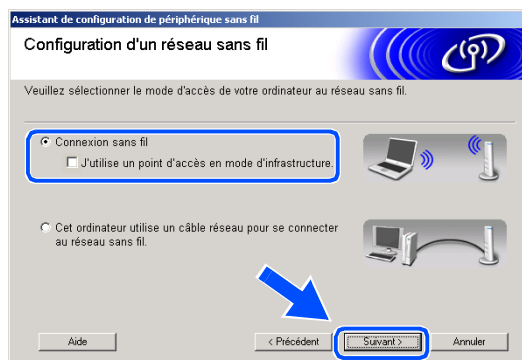 Assistant de configuration de périphérique sans fil
Configuration d'un réseau sans fil
Veuillez sélectionner le mode d'accès de votre ordinateur au réseau sans fil.
Connexion sans fil
J'utilise un point d'accès en mode d'infrastructure.
Cet ordinateur utilise un câble réseau pour se connecter
au réseau sans fil.
Aide
< Précédent
Suivant >
Annuler